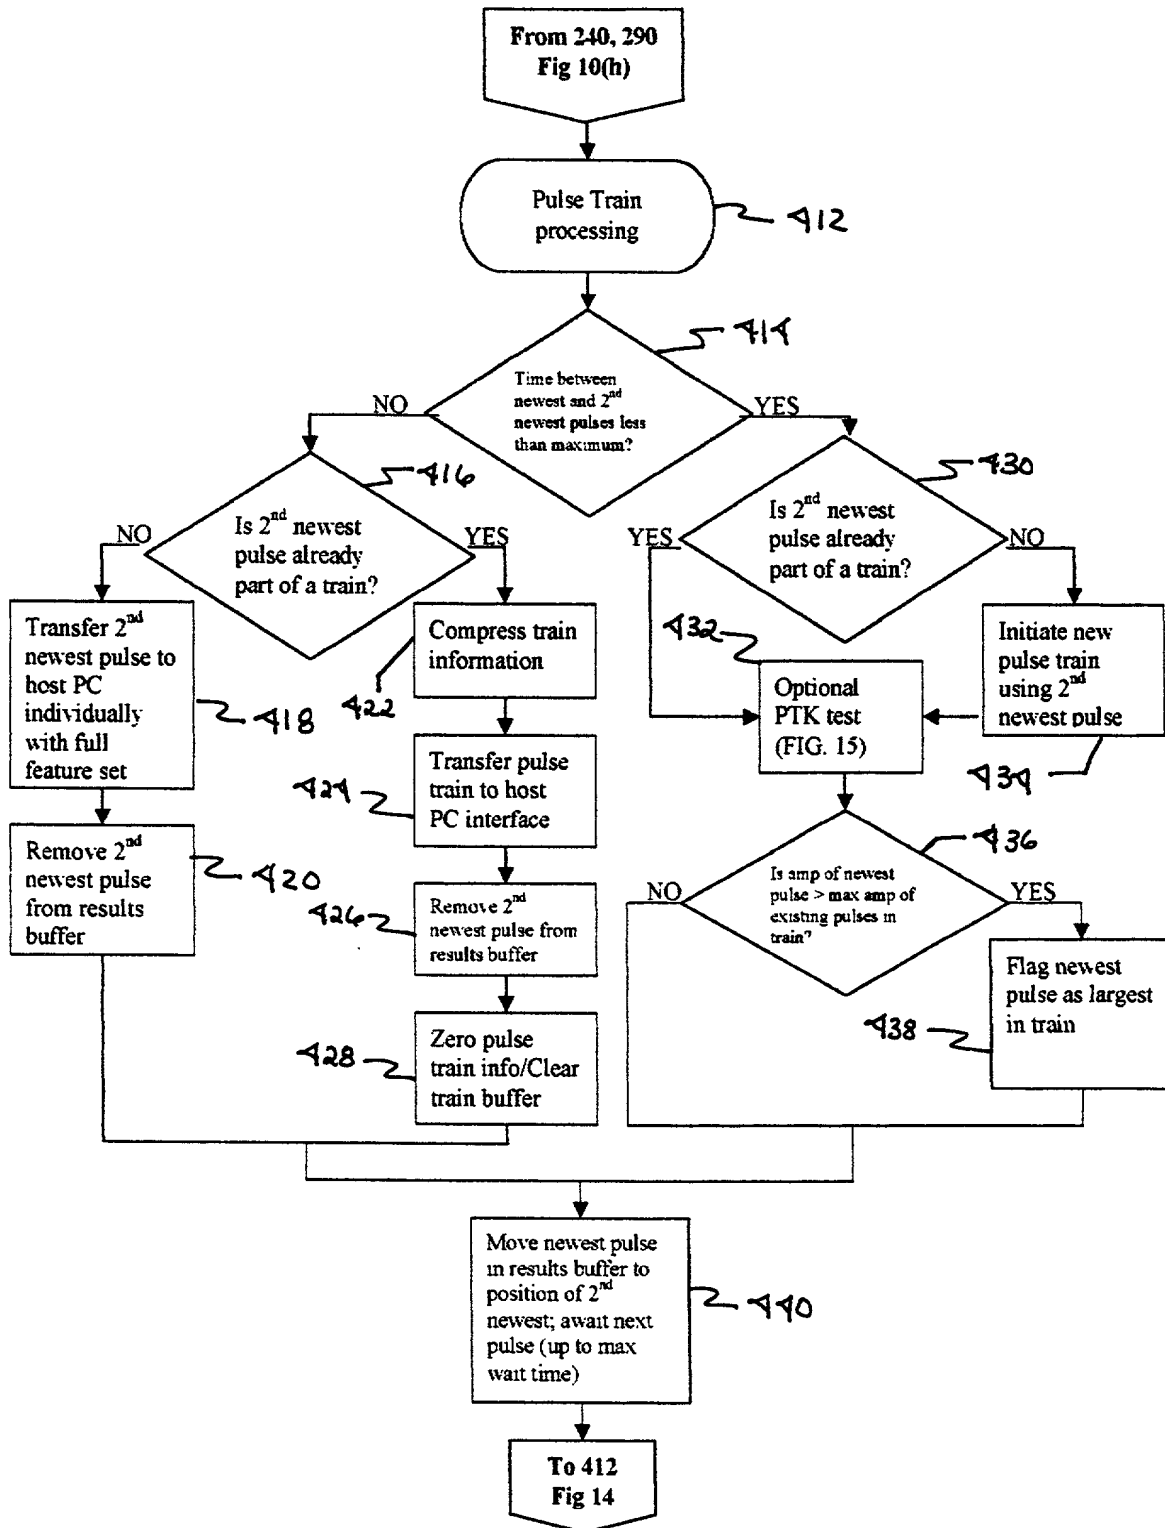 From 240, 290
Fig 10(h)
Pulse Train
processing
412
414
Time between
newest and 2nd
newest pulses less
than maximum?
NO
YES
416
Is 2nd newest
pulse already
part of a train?
NO
YES
430
Is 2nd newest
pulse already
part of a train?
YES
NO
Transfer 2nd
newest pulse to
host PC
individually
with full
feature set
418
Compress train
information
422
432
Optional
PTK test
(FIG. 15)
Initiate new
pulse train
using 2nd
newest pulse
434
Transfer pulse
train to host
PC interface
424
Remove 2nd
newest pulse
from results
buffer
420
Remove 2nd
newest pulse from
results buffer
426
436
Is amp of newest
pulse > max amp of
existing pulses in
train?
NO
YES
Zero pulse
train info/Clear
train buffer
428
Flag newest
pulse as largest
in train
438
Move newest pulse
in results buffer to
position of 2nd
newest; await next
pulse (up to max
wait time)
440
To 412
Fig 14